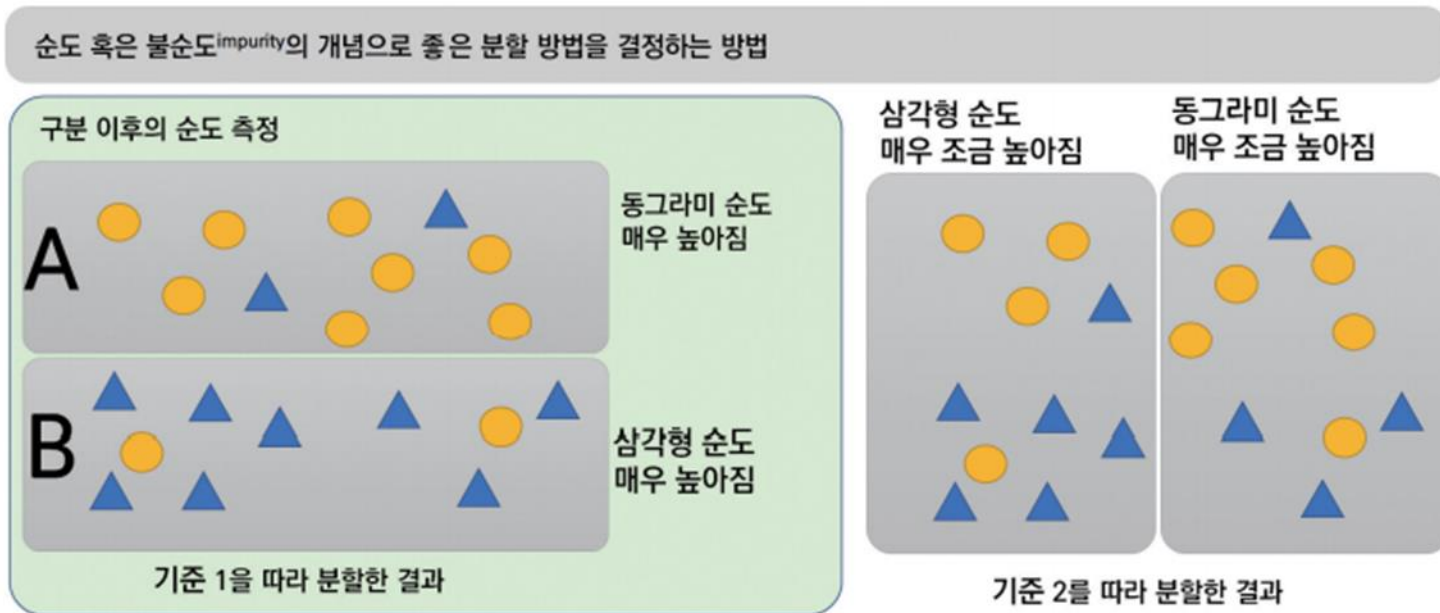 순도 혹은 불순도impurity의 개념으로 좋은 분할 방법을 결정하는 방법
구분 이후의 순도 측정
A
동그라미 순도
매우 높아짐
B
삼각형 순도
매우 높아짐
기준 1을 따라 분할한 결과
삼각형 순도
매우 조금 높아짐
동그라미 순도
매우 조금 높아짐
기준 2를 따라 분할한 결과